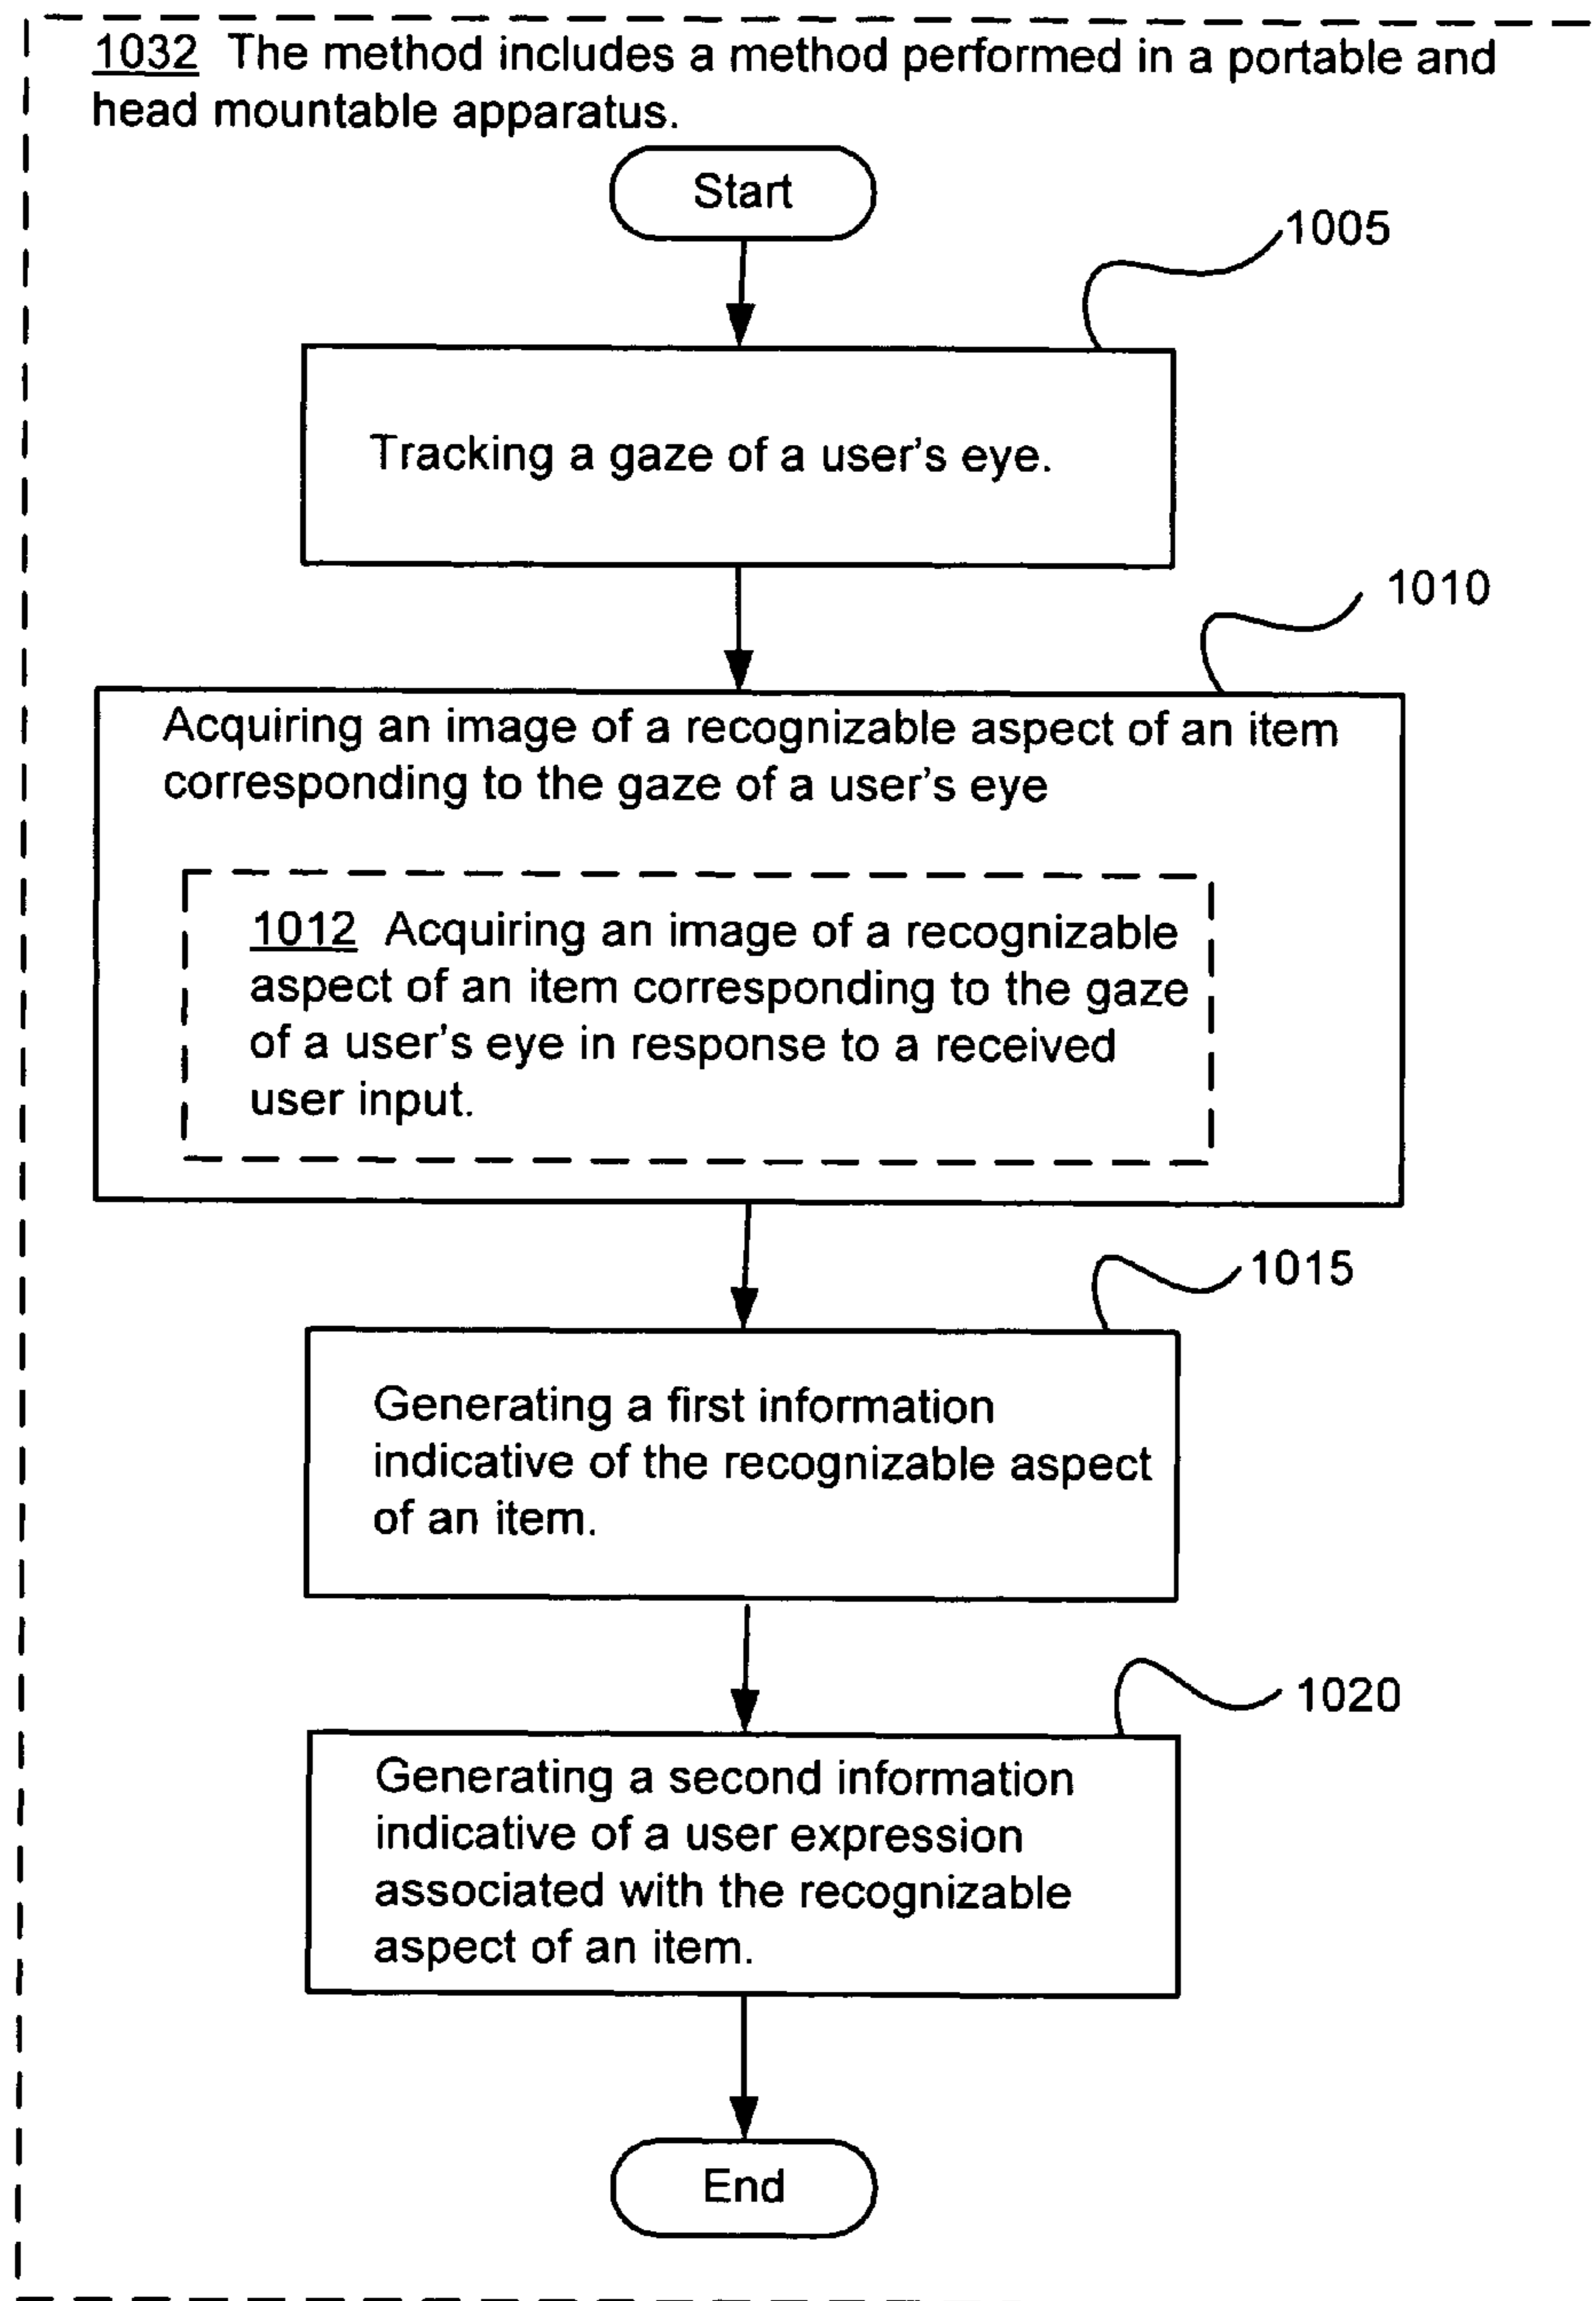 1032 The method includes a method performed in a portable and
head mountable apparatus.
Start
1005
Tracking a gaze of a user's eye.
1010
Acquiring an image of a recognizable aspect of an item
corresponding to the gaze of a user's eye
1012 Acquiring an image of a recognizable
aspect of an item corresponding to the gaze
of a user's eye in response to a received
user input.
1015
Generating a first information
indicative of the recognizable aspect
of an item.
1020
Generating a second information
indicative of a user expression
associated with the recognizable
aspect of an item.
End